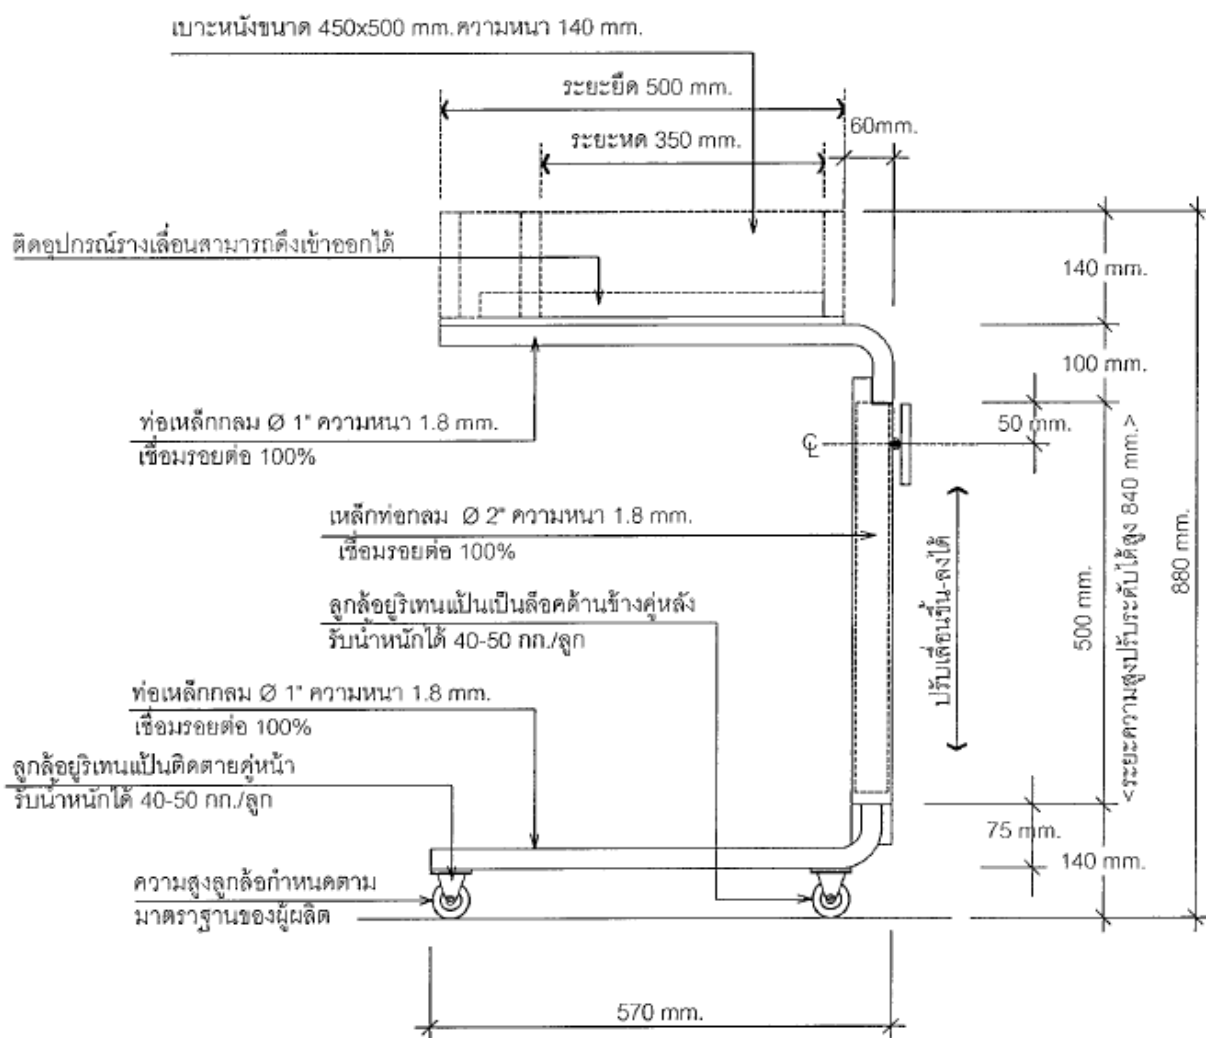 เบาะหนังขนาด 450x500 mm. ความหนา 140 mm.
ระยะยืด 500 mm.
60mm.
ระยะหด 350 mm.
ติดอุปกรณ์รางเลื่อนสามารถดึงเข้าออกได้
140 mm.
100 mm.
ท่อเหล็กกลม Ø 1" ความหนา 1.8 mm.
เชื่อมรอยต่อ 100%
50 mm.
℄
เหล็กท่อกลม Ø 2" ความหนา 1.8 mm.
เชื่อมรอยต่อ 100%
ปรับเลื่อนขึ้น-ลงได้
500 mm.
<ระยะความสูงปรับระดับได้สูง 840 mm.>
880 mm.
ลูกล้อยูริเทนแป้นเป็นล็อคด้านข้างคู่หลัง
รับน้ำหนักได้ 40-50 กก./ลูก
ท่อเหล็กกลม Ø 1" ความหนา 1.8 mm.
เชื่อมรอยต่อ 100%
ลูกล้อยูริเทนแป้นติดตายคู่หน้า
รับน้ำหนักได้ 40-50 กก./ลูก
75 mm.
140 mm.
ความสูงลูกล้อกำหนดตาม
มาตราฐานของผู้ผลิต
570 mm.